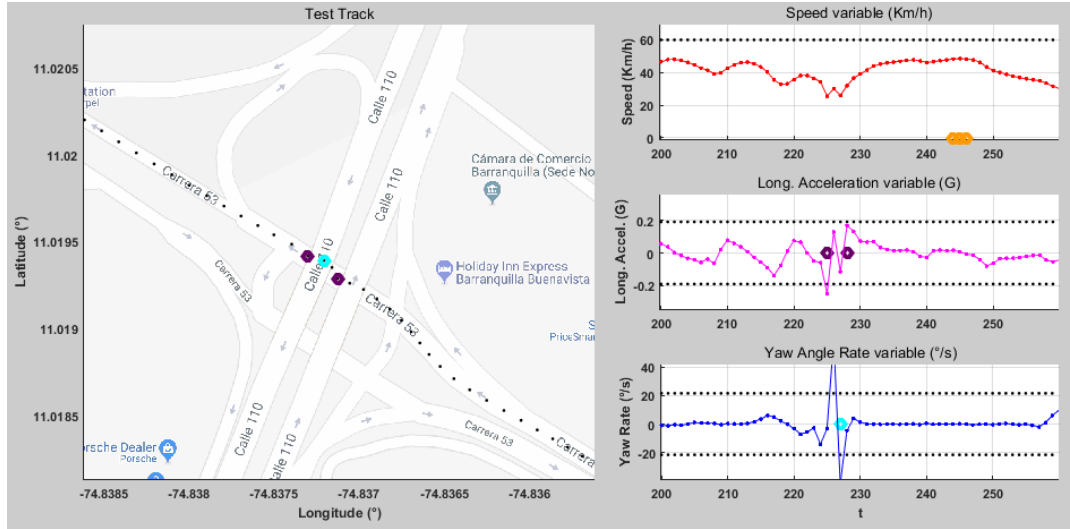 Test Track
11.0205
11.02
11.0195
11.019
11.0185
Latitude (°)
-74.8385
-74.838
-74.8375
-74.837
-74.8365
-74.836
Longitude (°)
tation
Calle 110
Calle 110
Carrera 53
Cámara de Comercio
Barranquilla (Sede No
Calle 110
Carrera 53
Holiday Inn Express
Barranquilla Buenavista
Carrera 53
S
PriceSmar
Calle 110
Calle 110
Carrera 53
Carrera 53
Carrera
orsche Dealer
Porsche
Speed variable (Km/h)
Speed (Km/h)
60
40
20
0
200
210
220
230
240
250
Long. Acceleration variable (G)
Long. Accel. (G)
0.2
0
-0.2
200
210
220
230
240
250
Yaw Angle Rate variable (°/s)
Yaw Rate (°/s)
40
20
0
-20
200
210
220
230
240
250
t